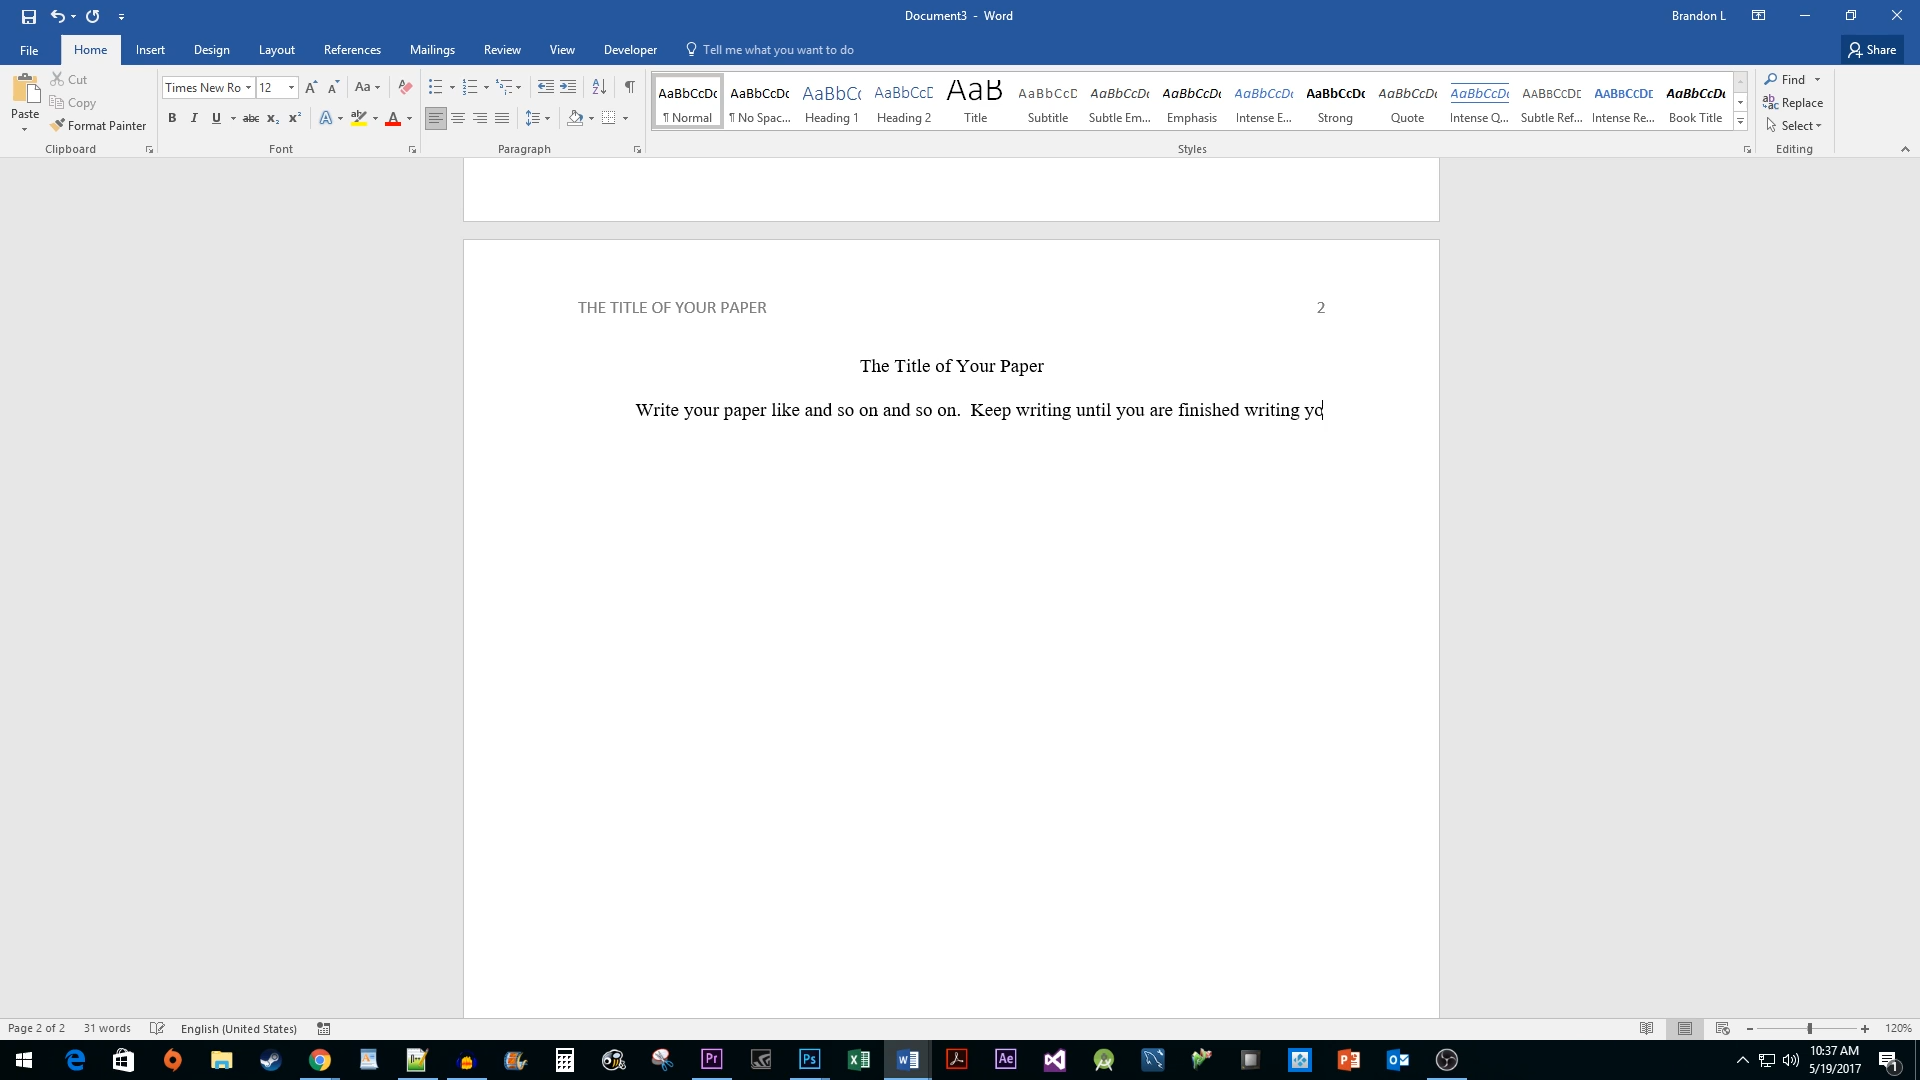 Document3 - Word
Brandon L
File Home Insert Design Layout References Mailings Review View Developer Tell me what you want to do Share
Paste
Cut
Copy
Format Painter
Clipboard
Times New Ro 12
Font
Paragraph
AaBbCcDc AaBbCcDc AaBbCc AaBbCcD AaB AaBbCcD AaBbCcDc AaBbCcDc AaBbCcDc AaBbCcDc AaBbCcDc AaBbCcDc AABBCCDE AABBCCDE AaBbCcDc
¶ Normal ¶ No Spac... Heading 1 Heading 2 Title Subtitle Subtle Em... Emphasis Intense E... Strong Quote Intense Q... Subtle Ref... Intense Re... Book Title
Styles
Find
Replace
Select
Editing
THE TITLE OF YOUR PAPER 2
The Title of Your Paper
Write your paper like and so on and so on. Keep writing until you are finished writing yo
Page 2 of 2 31 words English (United States) 120%
10:37 AM
5/19/2017